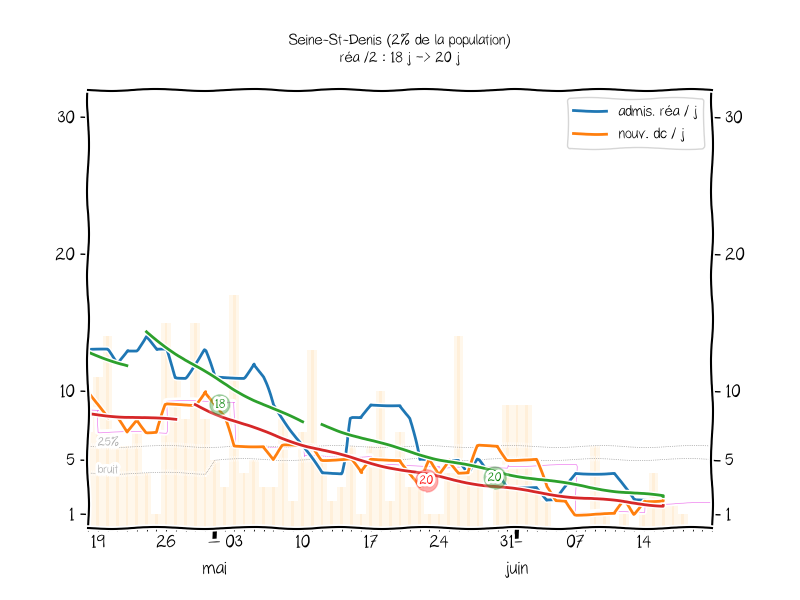 Seine-St-Denis (2% de la population)
réa /2 : 18 j -> 20 j
admis. réa / j
nouv. dc / j
30
30
20
20
10
10
5
5
1
1
18
20
20
25%
bruit
19 26 03 10 17 24 31 07 14
mai juin